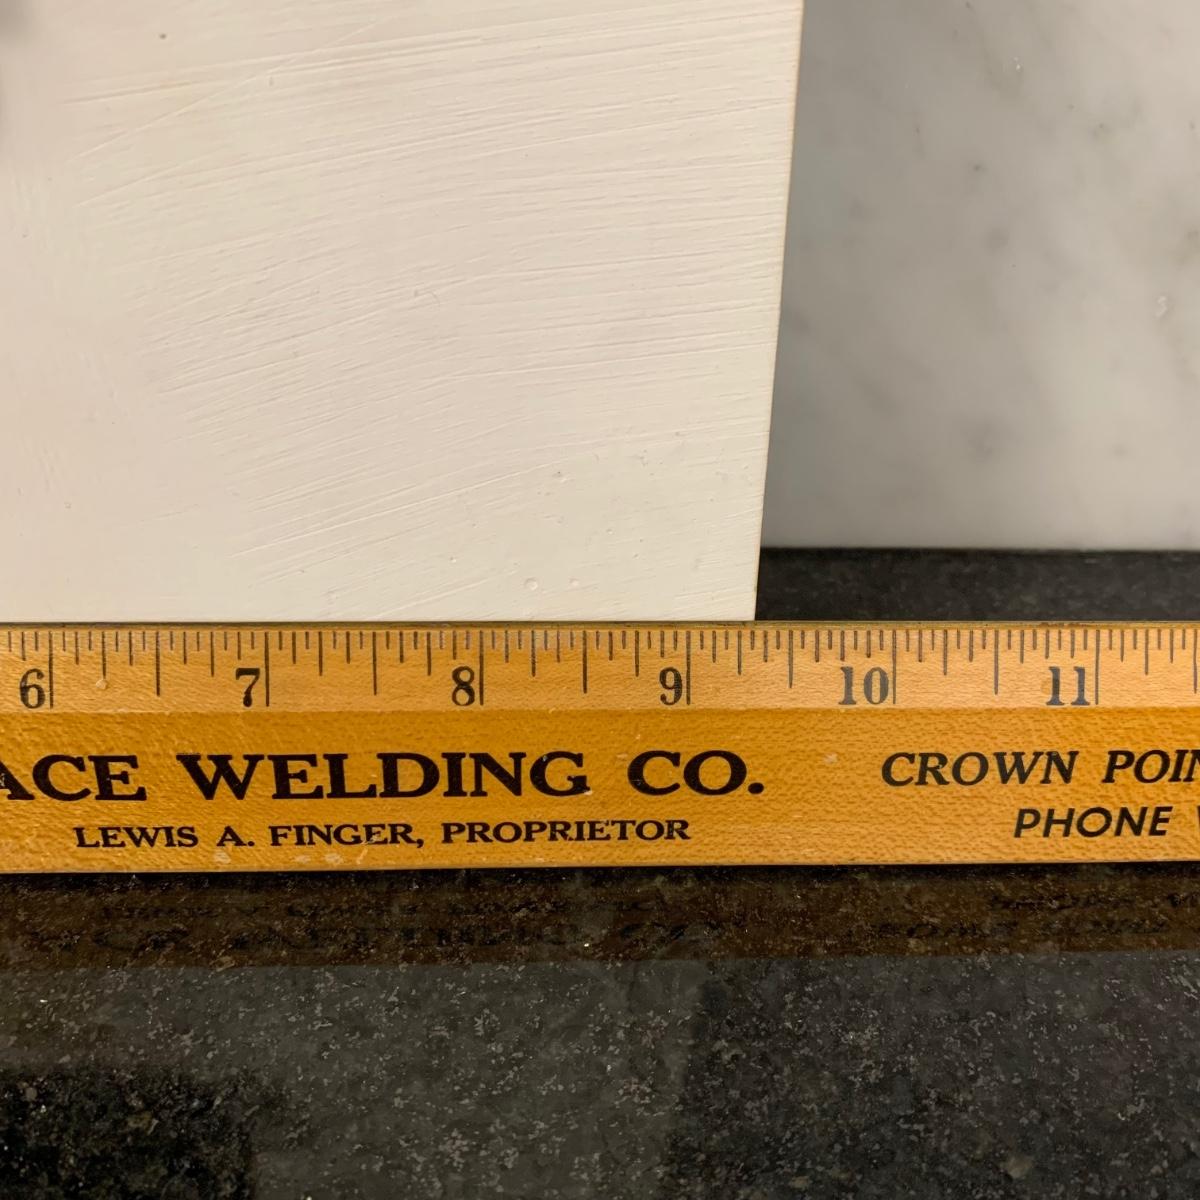 6 7 8 9 10 11
ACE WELDING CO. CROWN POIN
LEWIS A. FINGER, PROPRIETOR PHONE